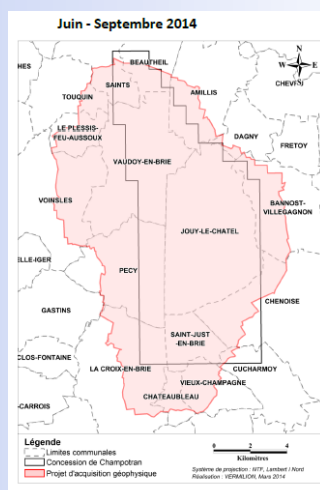 Juin - Septembre 2014
BEAUTHEIL
HES
SAINTS
CHEVRU
N
W E
S
TOUQUIN
AMILLIS
LE PLESSIS-
FEU-AUSSOUX
DAGNY
FRETOY
VAUDOY-EN-BRIE
VOINSLES
BANNOST-
VILLEGAGNON
JOUY-LE-CHATEL
ELLE-IGER
PECY
CHENOISE
GASTINS
SAINT-JUST
-EN-BRIE
CLOS-FONTAINE
LA CROIX-EN-BRIE
CUCHARMOY
VIEUX-CHAMPAGNE
CHATEAUBLEAU
-CARROIS
Légende
Limites communales
Concession de Champotran
Projet d'acquisition géophysique
0 2 4
Kilomètres
Système de projection : NTF, Lambert I Nord
Réalisation : VERMILION, Mars 2014